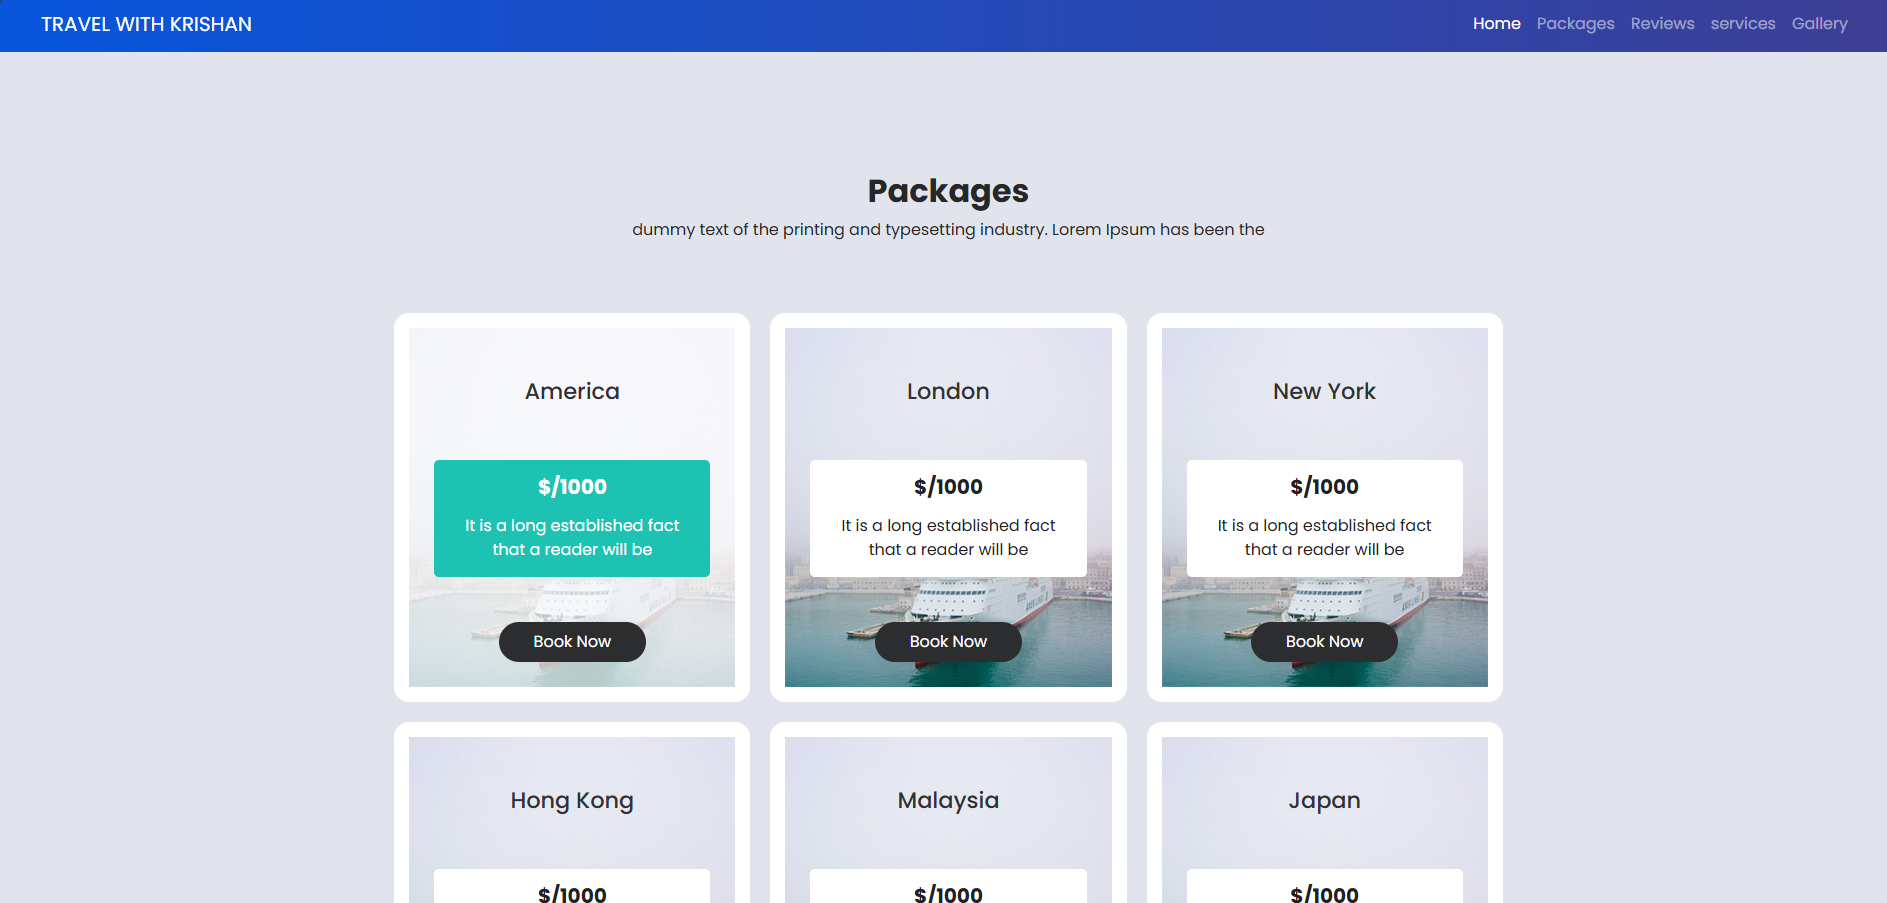 TRAVEL WITH KRISHAN
Home Packages Reviews services Gallery
Packages
dummy text of the printing and typesetting industry. Lorem Ipsum has been the
America
$/1000
It is a long established fact
that a reader will be
Book Now
London
$/1000
It is a long established fact
that a reader will be
Book Now
New York
$/1000
It is a long established fact
that a reader will be
Book Now
Hong Kong
$/1000
Malaysia
$/1000
Japan
$/1000